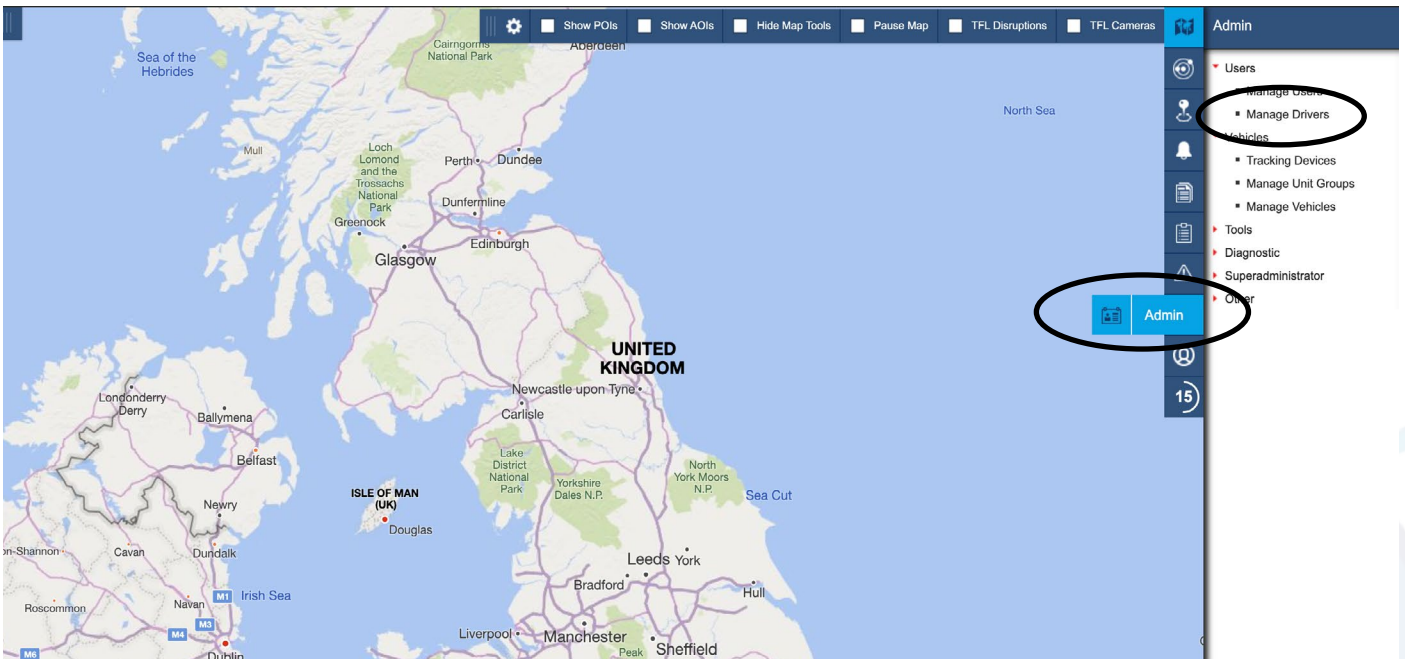 Show POIs
Show AOIs
Hide Map Tools
Pause Map
TFL Disruptions
TFL Cameras
Admin
Users
Manage Users
Manage Drivers
Vehicles
Tracking Devices
Manage Unit Groups
Manage Vehicles
Tools
Diagnostic
Superadministrator
Other
Admin
15
Cairngorms
National Park
Aberdeen
Sea of the
Hebrides
North Sea
Mull
Loch
Lomond
and the
Trossachs
National
Park
Perth
Dundee
Dunfermline
Greenock
Edinburgh
Glasgow
UNITED
KINGDOM
Newcastle upon Tyne
Carlisle
Londonderry
Derry
Ballymena
Belfast
Lake
District
National
Park
Yorkshire
Dales N.P.
North
York Moors
N.P.
Sea Cut
ISLE OF MAN
(UK)
Douglas
Newry
on-Shannon
Cavan
Dundalk
Leeds
York
Bradford
Hull
M1
Irish Sea
Roscommon
Navan
M3
M4
Liverpool
Manchester
Peak
Sheffield
M6
Dublin